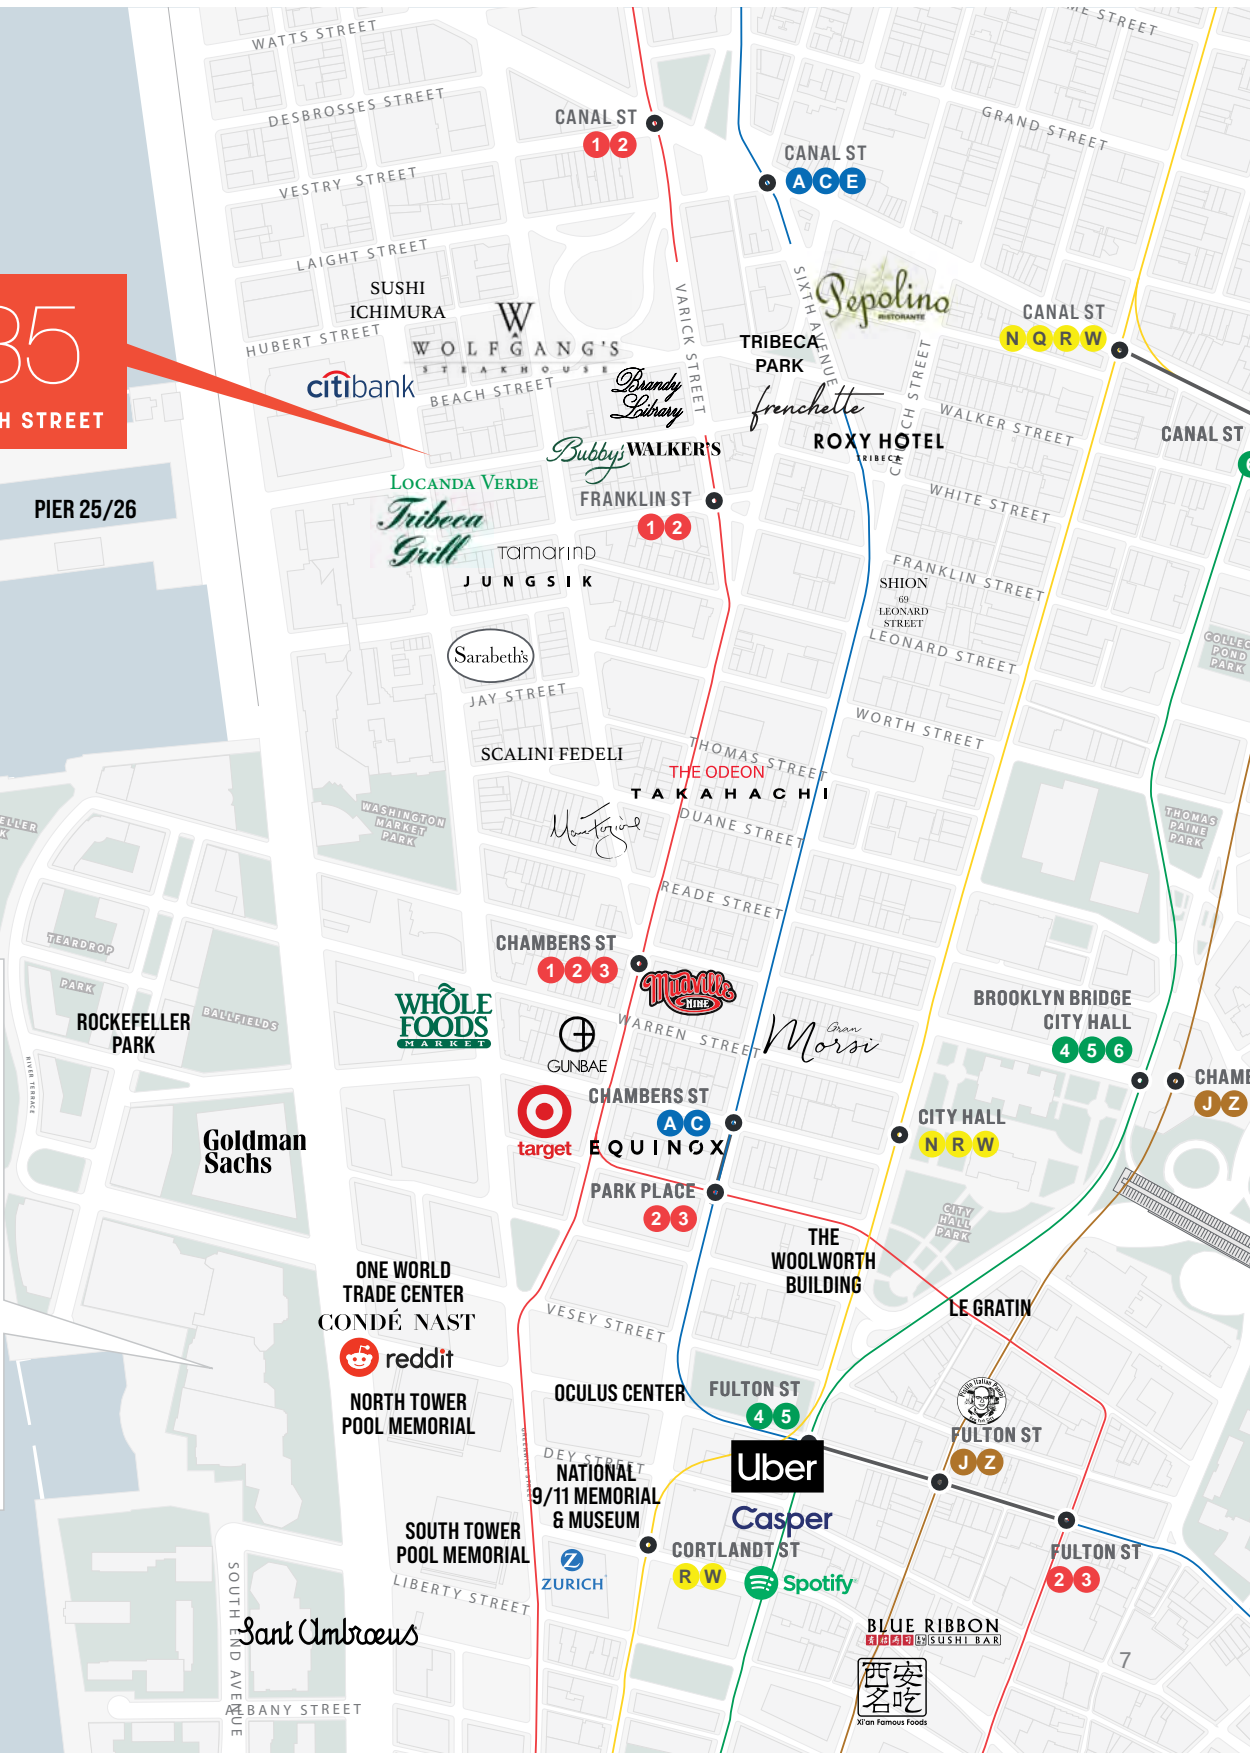 WATTS STREET
DESBROSSES STREET
GRAND STREET
CANAL ST
1 2
CANAL ST
A C E
VESTRY STREET
LAIGHT STREET
SIXTH AVENUE
Pepolino
RISTORANTE
SUSHI
ICHIMURA
VARICK STREET
W
WOLFGANG'S
STEAKHOUSE
CANAL ST
N Q R W
HUBERT STREET
TRIBECA
PARK
CHURCH STREET
35
H STREET
citibank
BEACH STREET
Brandy
Library
frenchette
WALKER STREET
ROXY HOTEL
TRIBECA
CANAL ST
Bubby's
WALKER'S
LOCANDA VERDE
FRANKLIN ST
1 2
WHITE STREET
PIER 25/26
Tribeca
Grill
Tamarind
JUNGSIK
FRANKLIN STREET
SHION
69
LEONARD
STREET
LEONARD STREET
POND
PARK
Sarabeth's
JAY STREET
WORTH STREET
SCALINI FEDELI
THOMAS STREET
THE ODEON
TAKAHACHI
WASHINGTON
MARKET
PARK
DUANE STREET
THOMAS
PAINE
PARK
READE STREET
TEARDROP
PARK
CHAMBERS ST
1 2 3
Mudville
NINE
BALLFIELDS
ROCKEFELLER
PARK
WHOLE
FOODS
MARKET
GUNBAE
WARREN STREET
Gran
Morsi
BROOKLYN BRIDGE
CITY HALL
4 5 6
RIVER TERRACE
CHAMB
J Z
target
CHAMBERS ST
A C
EQUINOX
CITY HALL
N R W
Goldman
Sachs
PARK PLACE
2 3
CITY
HALL
PARK
THE
WOOLWORTH
BUILDING
ONE WORLD
TRADE CENTER
CONDÉ NAST
reddit
VESEY STREET
LE GRATIN
NORTH TOWER
POOL MEMORIAL
OCULUS CENTER
FULTON ST
4 5
GREENWICH STREET
FULTON ST
J Z
DEY STREET
Uber
NATIONAL
9/11 MEMORIAL
& MUSEUM
Casper
SOUTH TOWER
POOL MEMORIAL
Z
ZURICH
CORTLANDT ST
R W
Spotify
FULTON ST
2 3
LIBERTY STREET
SOUTH END AVENUE
Sant Ambroeus
BLUE RIBBON
SUSHI BAR
西安
名吃
Xi'an Famous Foods
7
ALBANY STREET